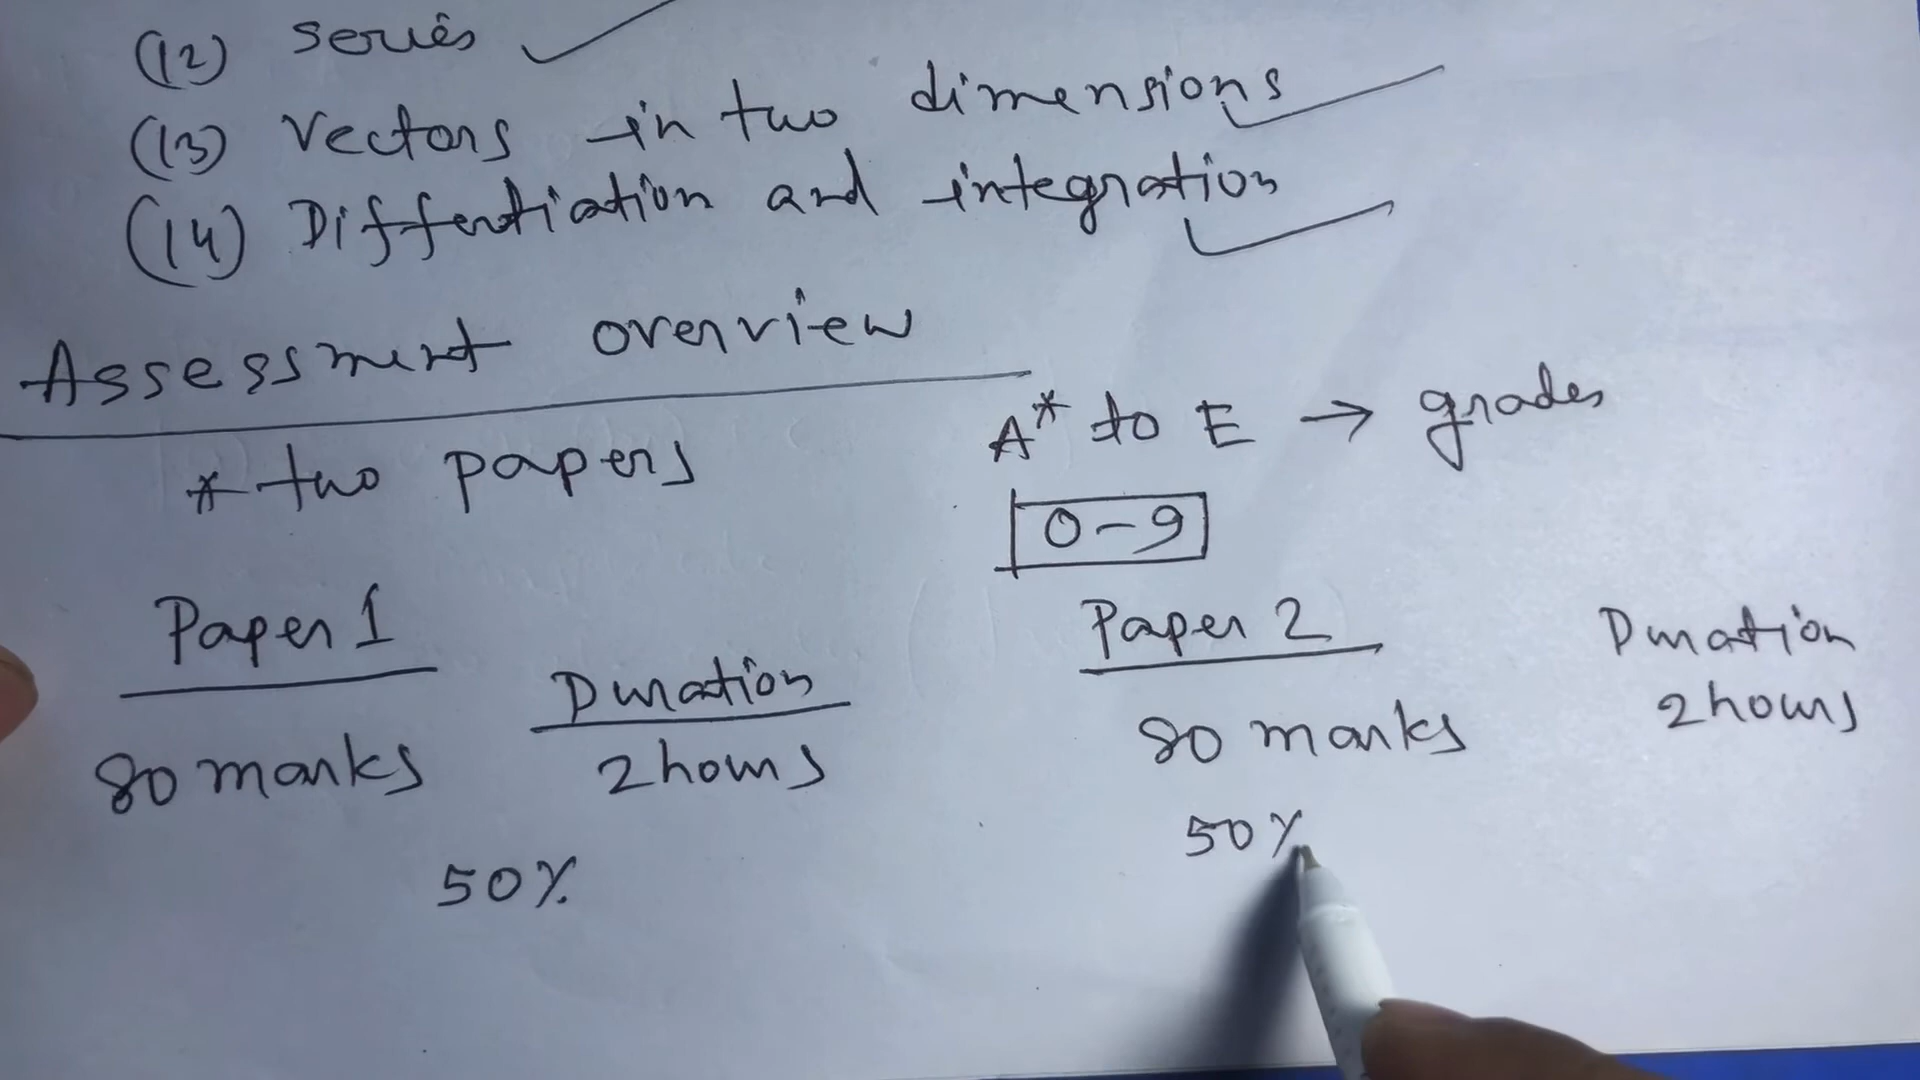 (12) series
(13) Vectors in two dimensions
(14) Differtiation and integration
Assessment overview
* two papers
A* to E → grades
0-9
Paper 1
Duration
80 marks
2 hours
50%
Paper 2
Duration
80 marks
2 hours
50%